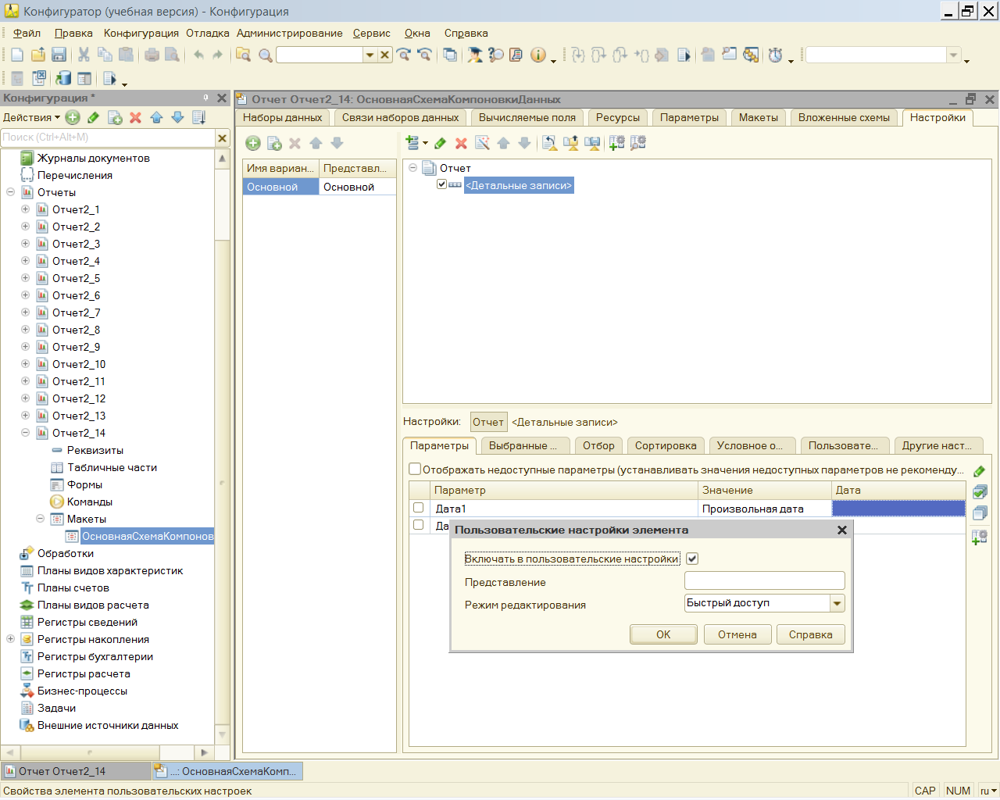 Конфигуратор (учебная версия) - Конфигурация
Файл Правка Конфигурация Отладка Администрирование Сервис Окна Справка
Конфигурация *
Действия
Поиск (Ctrl+Alt+M)
Журналы документов
Перечисления
Отчеты
Отчет2_1
Отчет2_2
Отчет2_3
Отчет2_4
Отчет2_5
Отчет2_6
Отчет2_7
Отчет2_8
Отчет2_9
Отчет2_10
Отчет2_11
Отчет2_12
Отчет2_13
Отчет2_14
Реквизиты
Табличные части
Формы
Команды
Макеты
ОсновнаяСхемаКомпонов
Обработки
Планы видов характеристик
Планы счетов
Планы видов расчета
Регистры сведений
Регистры накопления
Регистры бухгалтерии
Регистры расчета
Бизнес-процессы
Задачи
Внешние источники данных
Отчет Отчет2_14: ОсновнаяСхемаКомпоновкиДанных
Наборы данных Связи наборов данных Вычисляемые поля Ресурсы Параметры Макеты Вложенные схемы Настройки
Имя вариан... Представл...
Основной Основной
Отчет
<Детальные записи>
Настройки: Отчет <Детальные записи>
Параметры Выбранные ... Отбор Сортировка Условное о... Пользовате... Другие наст...
Отображать недоступные параметры (устанавливать значения недоступных параметров не рекоменду...
Параметр Значение Дата
Дата1 Произвольная дата
Да
Пользовательские настройки элемента
Включать в пользовательские настройки
Представление
Режим редактирования Быстрый доступ
OK Отмена Справка
Отчет Отчет2_14 ...: ОсновнаяСхемаКомп...
Свойства элемента пользовательских настроек CAP NUM ru